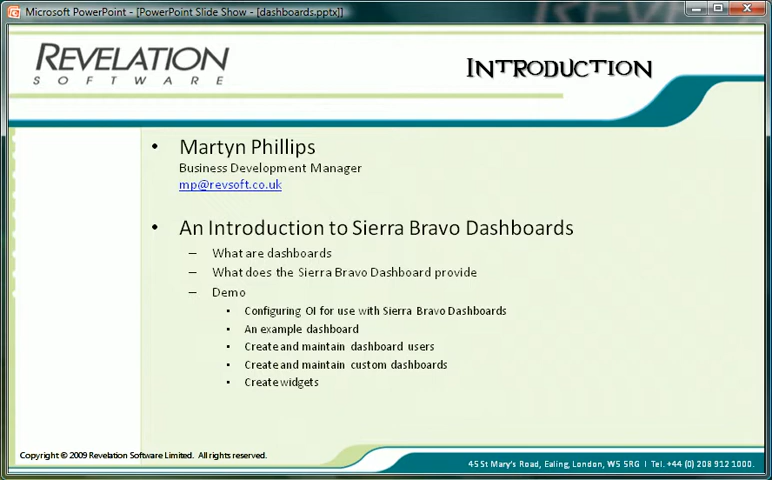 Microsoft PowerPoint - [PowerPoint Slide Show - [dashboards.pptx]]
REVELATION
SOFTWARE
INTRODUCTION
• Martyn Phillips
Business Development Manager
mp@revsoft.co.uk
• An Introduction to Sierra Bravo Dashboards
– What are dashboards
– What does the Sierra Bravo Dashboard provide
– Demo
• Configuring OI for use with Sierra Bravo Dashboards
• An example dashboard
• Create and maintain dashboard users
• Create and maintain custom dashboards
• Create widgets
Copyright © 2009 Revelation Software Limited. All rights reserved.
45 St Mary's Road, Ealing, London, W5 5RG | Tel. +44 (0) 208 912 1000.